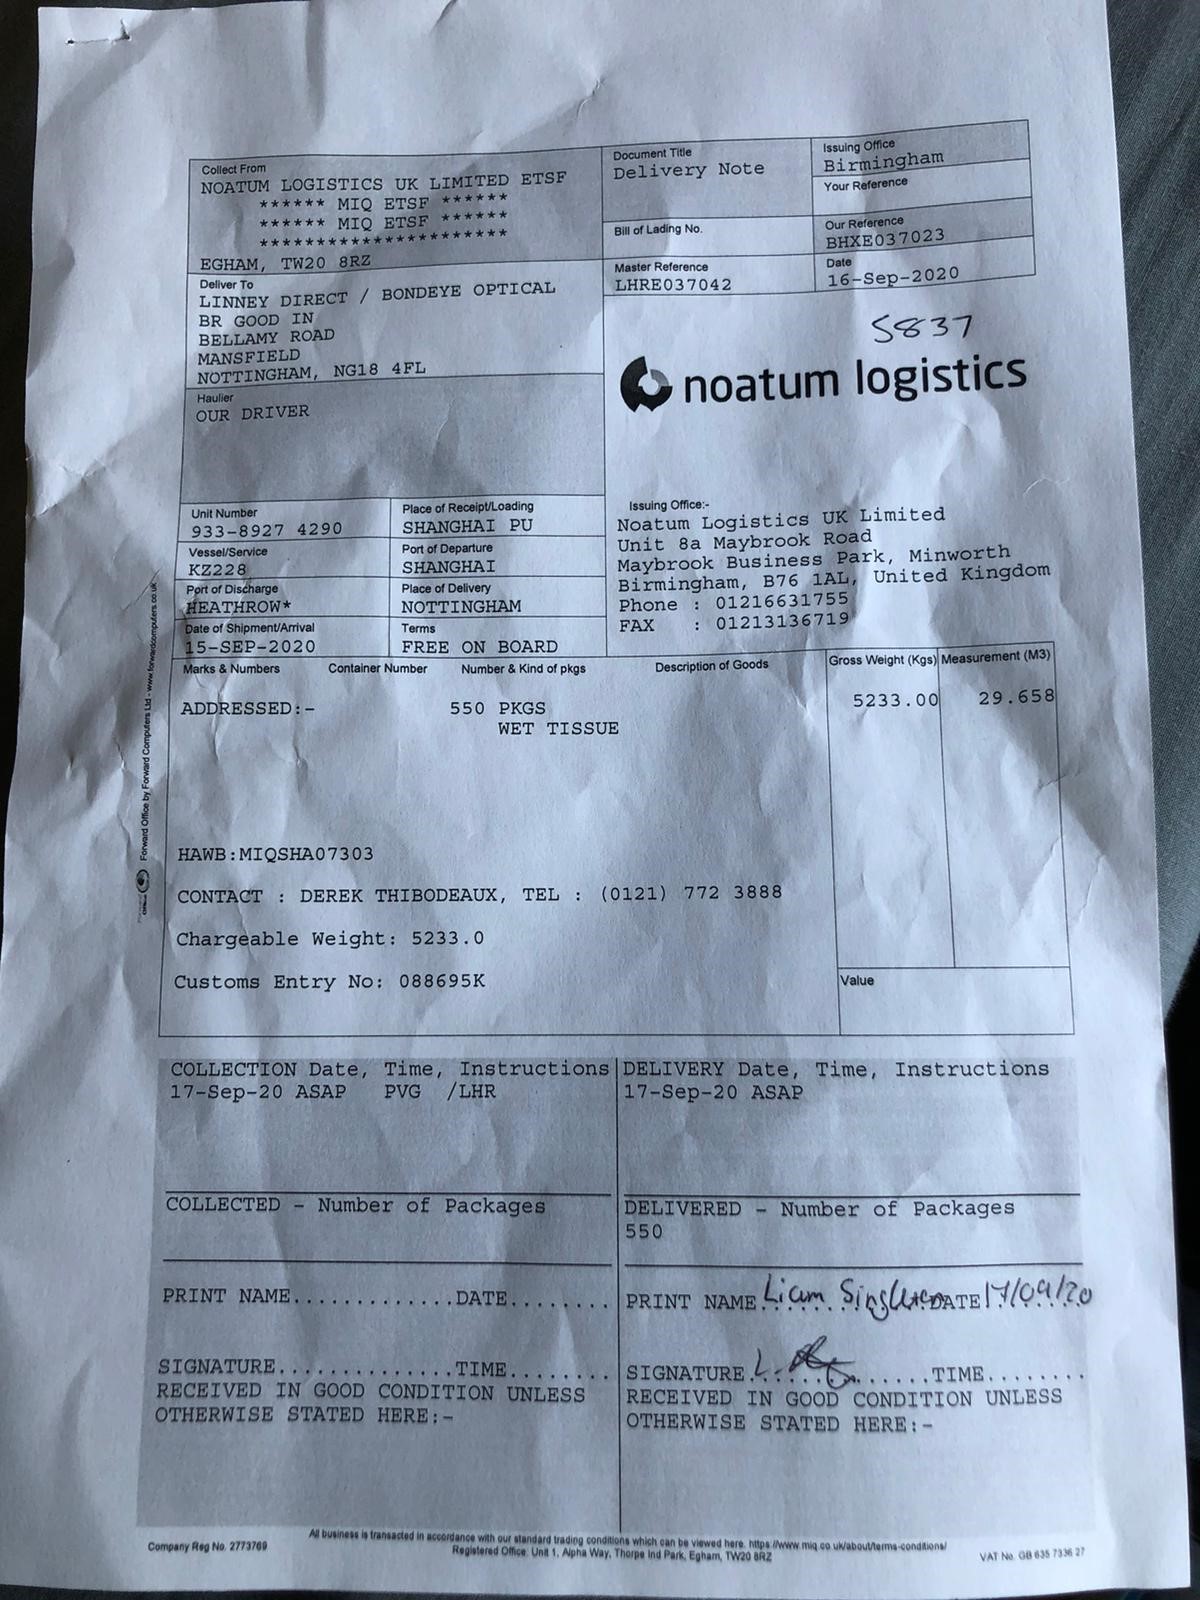 Collect From
NOATUM LOGISTICS UK LIMITED ETSF
****** MIQ ETSF ******
****** MIQ ETSF ******
**********************
EGHAM, TW20 8RZ
Document Title
Delivery Note
Issuing Office
Birmingham
Your Reference
Bill of Lading No.
Our Reference
BHXE037023
Master Reference
LHRE037042
Date
16-Sep-2020
Deliver To
LINNEY DIRECT / BONDEYE OPTICAL
BR GOOD IN
BELLAMY ROAD
MANSFIELD
NOTTINGHAM, NG18 4FL
5837
noatum logistics
Haulier
OUR DRIVER
Unit Number
933-8927 4290
Place of Receipt/Loading
SHANGHAI PU
Vessel/Service
KZ228
Port of Departure
SHANGHAI
Port of Discharge
HEATHROW*
Place of Delivery
NOTTINGHAM
Date of Shipment/Arrival
15-SEP-2020
Terms
FREE ON BOARD
Issuing Office:-
Noatum Logistics UK Limited
Unit 8a Maybrook Road
Maybrook Business Park, Minworth
Birmingham, B76 1AL, United Kingdom
Phone : 01216631755
FAX : 01213136719
Marks & Numbers Container Number Number & Kind of pkgs Description of Goods Gross Weight (Kgs) Measurement (M3)
ADDRESSED:- 550 PKGS 5233.00 29.658
WET TISSUE
HAWB:MIQSHA07303
CONTACT : DEREK THIBODEAUX, TEL : (0121) 772 3888
Chargeable Weight: 5233.0
Customs Entry No: 088695K
Value
Forward Office by Forward Computers Ltd - www.forwardcomputers.co.uk
COLLECTION Date, Time, Instructions
17-Sep-20 ASAP PVG /LHR
COLLECTED - Number of Packages
PRINT NAME.............DATE........
SIGNATURE..............TIME........
RECEIVED IN GOOD CONDITION UNLESS
OTHERWISE STATED HERE:-
DELIVERY Date, Time, Instructions
17-Sep-20 ASAP
DELIVERED - Number of Packages
550
PRINT NAME Liam Singleton DATE 17/09/20
SIGNATURE..............TIME........
RECEIVED IN GOOD CONDITION UNLESS
OTHERWISE STATED HERE:-
All business is transacted in accordance with our standard trading conditions which can be viewed here. https://www.miq.co.uk/about/terms-conditions/
Company Reg No. 2773769
Registered Office: Unit 1, Alpha Way, Thorpe Ind Park, Egham, TW20 8RZ
VAT No. GB 635 7336 27